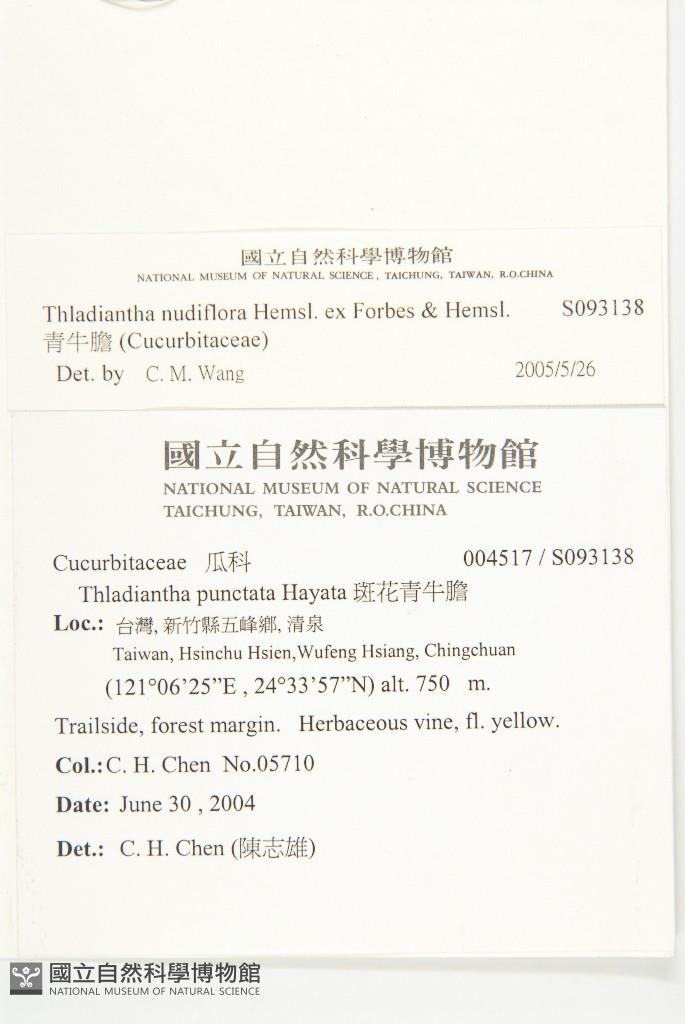 國立自然科學博物館
NATIONAL MUSEUM OF NATURAL SCIENCE, TAICHUNG, TAIWAN, R.O.CHINA
Thladiantha nudiflora Hemsl. ex Forbes & Hemsl. S093138
青牛膽 (Cucurbitaceae)
Det. by C. M. Wang 2005/5/26
國立自然科學博物館
NATIONAL MUSEUM OF NATURAL SCIENCE
TAICHUNG, TAIWAN, R.O.CHINA
Cucurbitaceae 瓜科 004517 / S093138
Thladiantha punctata Hayata 斑花青牛膽
Loc.: 台灣, 新竹縣五峰鄉, 清泉
Taiwan, Hsinchu Hsien,Wufeng Hsiang, Chingchuan
(121°06’25”E , 24°33’57”N) alt. 750 m.
Trailside, forest margin. Herbaceous vine, fl. yellow.
Col.: C. H. Chen No.05710
Date: June 30 , 2004
Det.: C. H. Chen (陳志雄)
國立自然科學博物館
NATIONAL MUSEUM OF NATURAL SCIENCE